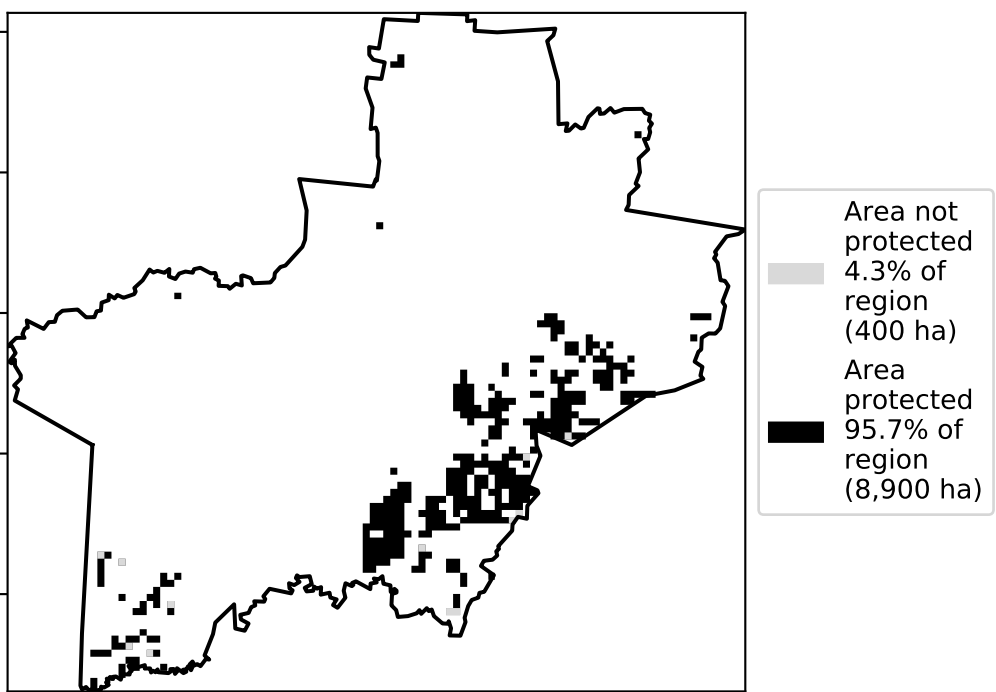 Area not
protected
4.3% of
region
(400 ha)
Area
protected
95.7% of
region
(8,900 ha)